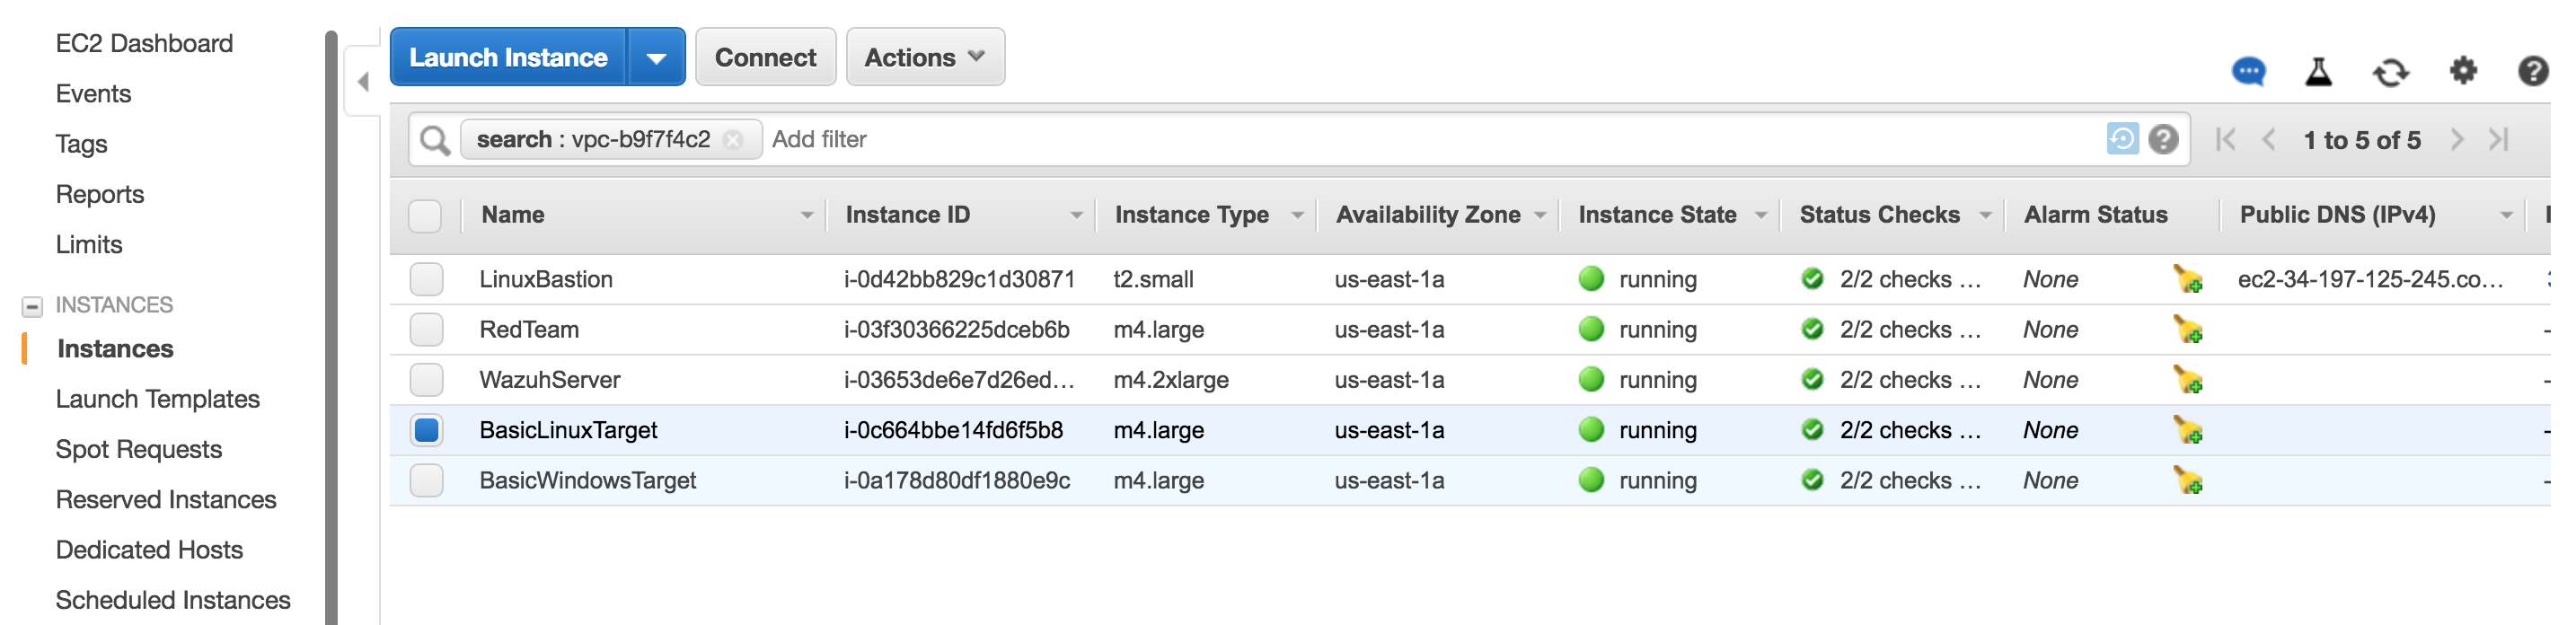 EC2 Dashboard
Events
Tags
Reports
Limits
INSTANCES
Instances
Launch Templates
Spot Requests
Reserved Instances
Dedicated Hosts
Scheduled Instances
Launch Instance Connect Actions
search : vpc-b9f7f4c2 Add filter 1 to 5 of 5
Name Instance ID Instance Type Availability Zone Instance State Status Checks Alarm Status Public DNS (IPv4)
LinuxBastion i-0d42bb829c1d30871 t2.small us-east-1a running 2/2 checks ... None ec2-34-197-125-245.co...
RedTeam i-03f30366225dceb6b m4.large us-east-1a running 2/2 checks ... None
WazuhServer i-03653de6e7d26ed... m4.2xlarge us-east-1a running 2/2 checks ... None
BasicLinuxTarget i-0c664bbe14fd6f5b8 m4.large us-east-1a running 2/2 checks ... None
BasicWindowsTarget i-0a178d80df1880e9c m4.large us-east-1a running 2/2 checks ... None